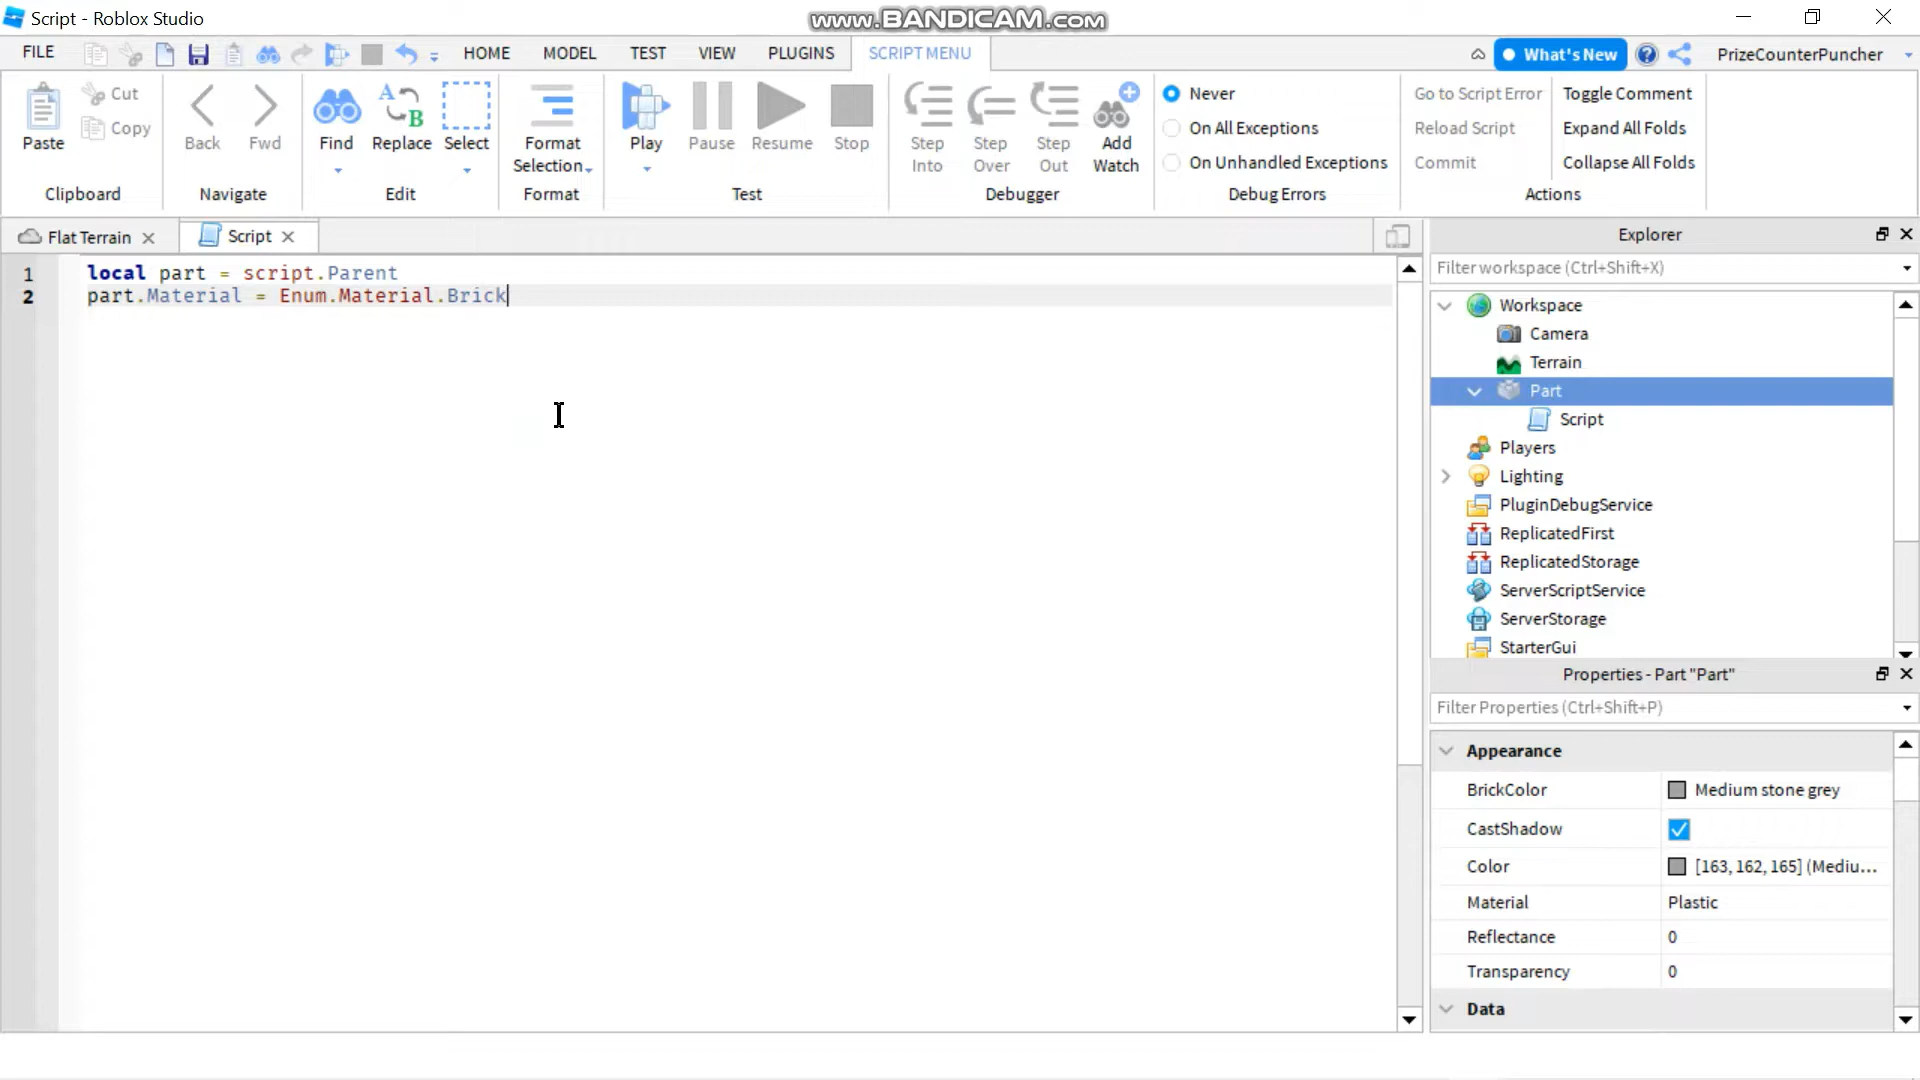 Script - Roblox Studio
www.BANDICAM.com
FILE
HOME
MODEL
TEST
VIEW
PLUGINS
SCRIPT MENU
What's New
PrizeCounterPuncher
Paste
Cut
Copy
Clipboard
Back
Fwd
Navigate
Find
Replace
Select
Edit
Format
Selection
Format
Play
Pause
Resume
Stop
Test
Step
Into
Step
Over
Step
Out
Add
Watch
Debugger
Never
On All Exceptions
On Unhandled Exceptions
Debug Errors
Go to Script Error
Reload Script
Commit
Toggle Comment
Expand All Folds
Collapse All Folds
Actions
Flat Terrain
Script
1 local part = script.Parent
2 part.Material = Enum.Material.Brick
Explorer
Filter workspace (Ctrl+Shift+X)
Workspace
Camera
Terrain
Part
Script
Players
Lighting
PluginDebugService
ReplicatedFirst
ReplicatedStorage
ServerScriptService
ServerStorage
StarterGui
Properties - Part "Part"
Filter Properties (Ctrl+Shift+P)
Appearance
BrickColor Medium stone grey
CastShadow
Color [163, 162, 165] (Mediu...
Material Plastic
Reflectance 0
Transparency 0
Data